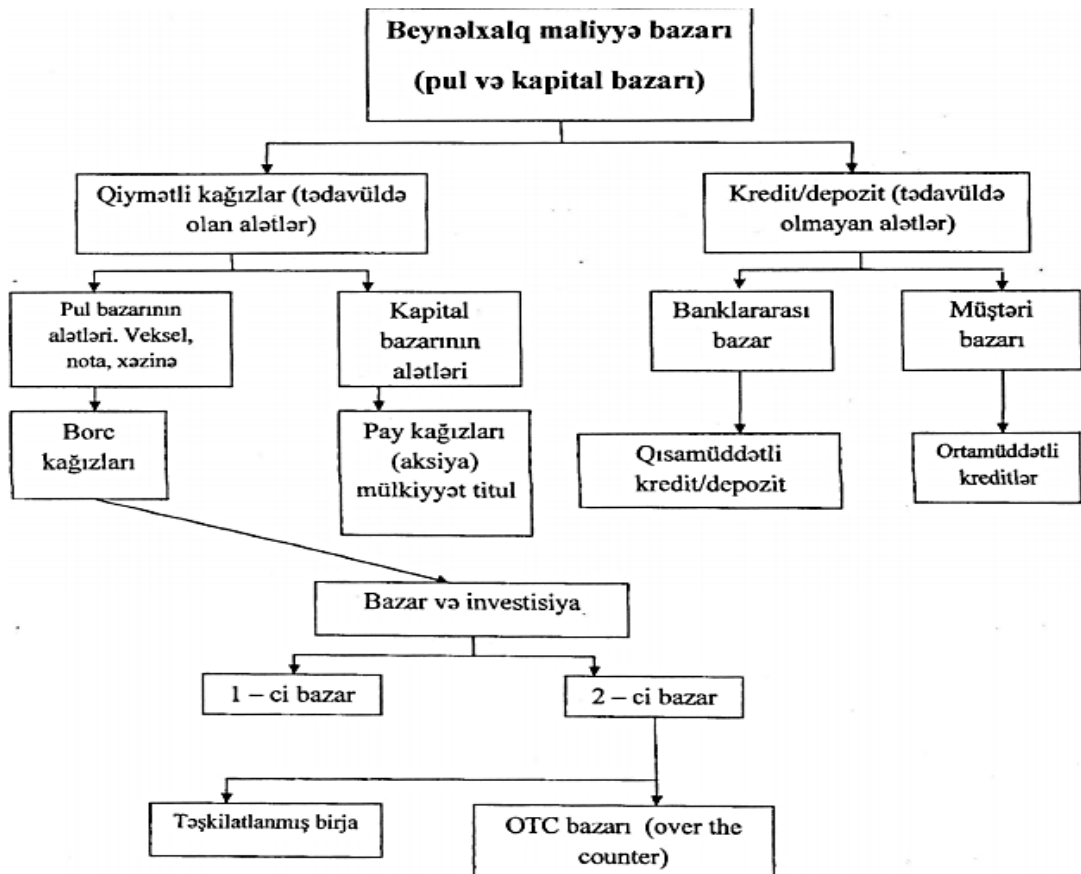 Beynəlxalq maliyyə bazarı
(pul və kapital bazarı)
Qiymətli kağızlar (tədavüldə
olan alətlər)
Kredit/depozit (tədavüldə
olmayan alətlər)
Pul bazarının
alətləri. Veksel,
nota, xəzinə
Kapital
bazarının
alətləri
Banklararası
bazar
Müştəri
bazarı
Borc
kağızları
Pay kağızları
(aksiya)
mülkiyyət titul
Qısamüddətli
kredit/depozit
Ortamüddətli
kreditlər
Bazar və investisiya
1 – ci bazar
2 – ci bazar
Təşkilatlanmış birja
OTC bazarı (over the
counter)